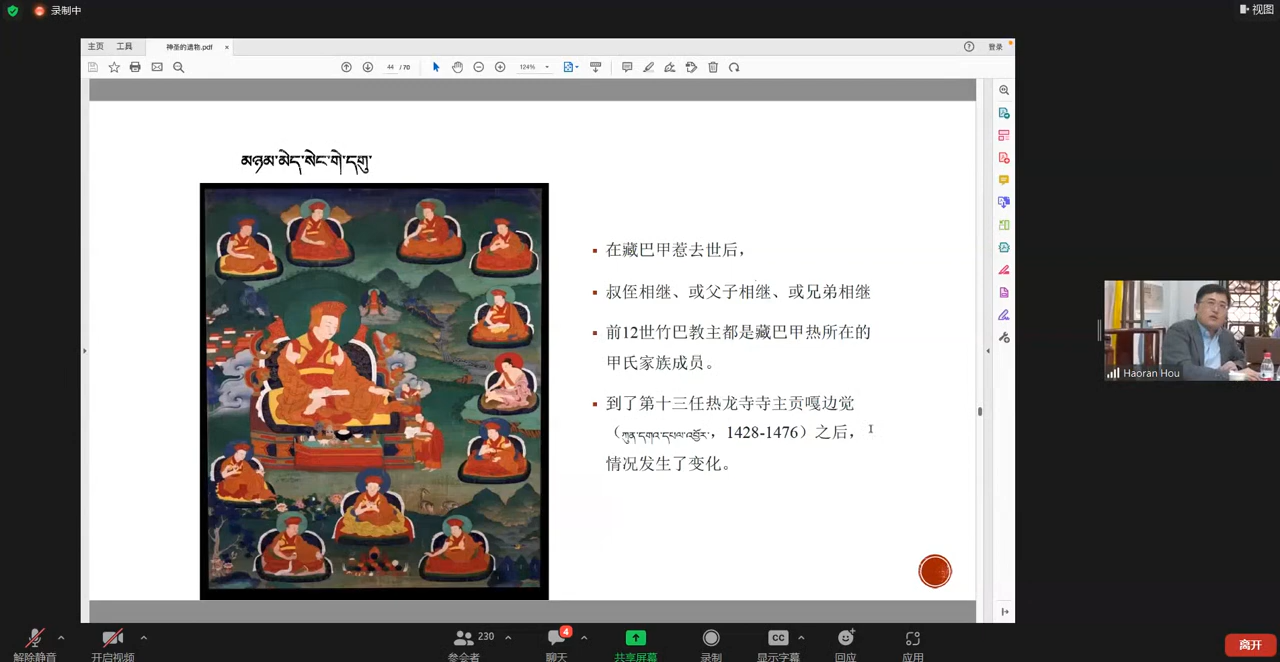 录制中
视图
主页 工具 神圣的遗物.pdf ×
登录
44 / 70
124%
མཉམ་མེད་སེང་གེ་དགུ་
▪ 在藏巴甲惹去世后，
▪ 叔侄相继、或父子相继、或兄弟相继
▪ 前12世竹巴教主都是藏巴甲热所在的
甲氏家族成员。
▪ 到了第十三任热龙寺寺主贡嘎边觉
（ཀུན་དགའ་དཔལ་འབྱོར་，1428-1476）之后，
情况发生了变化。
Haoran Hou
230
4
CC
解除静音 开启视频 参会者 聊天 共享屏幕 录制 显示字幕 回应 应用
离开